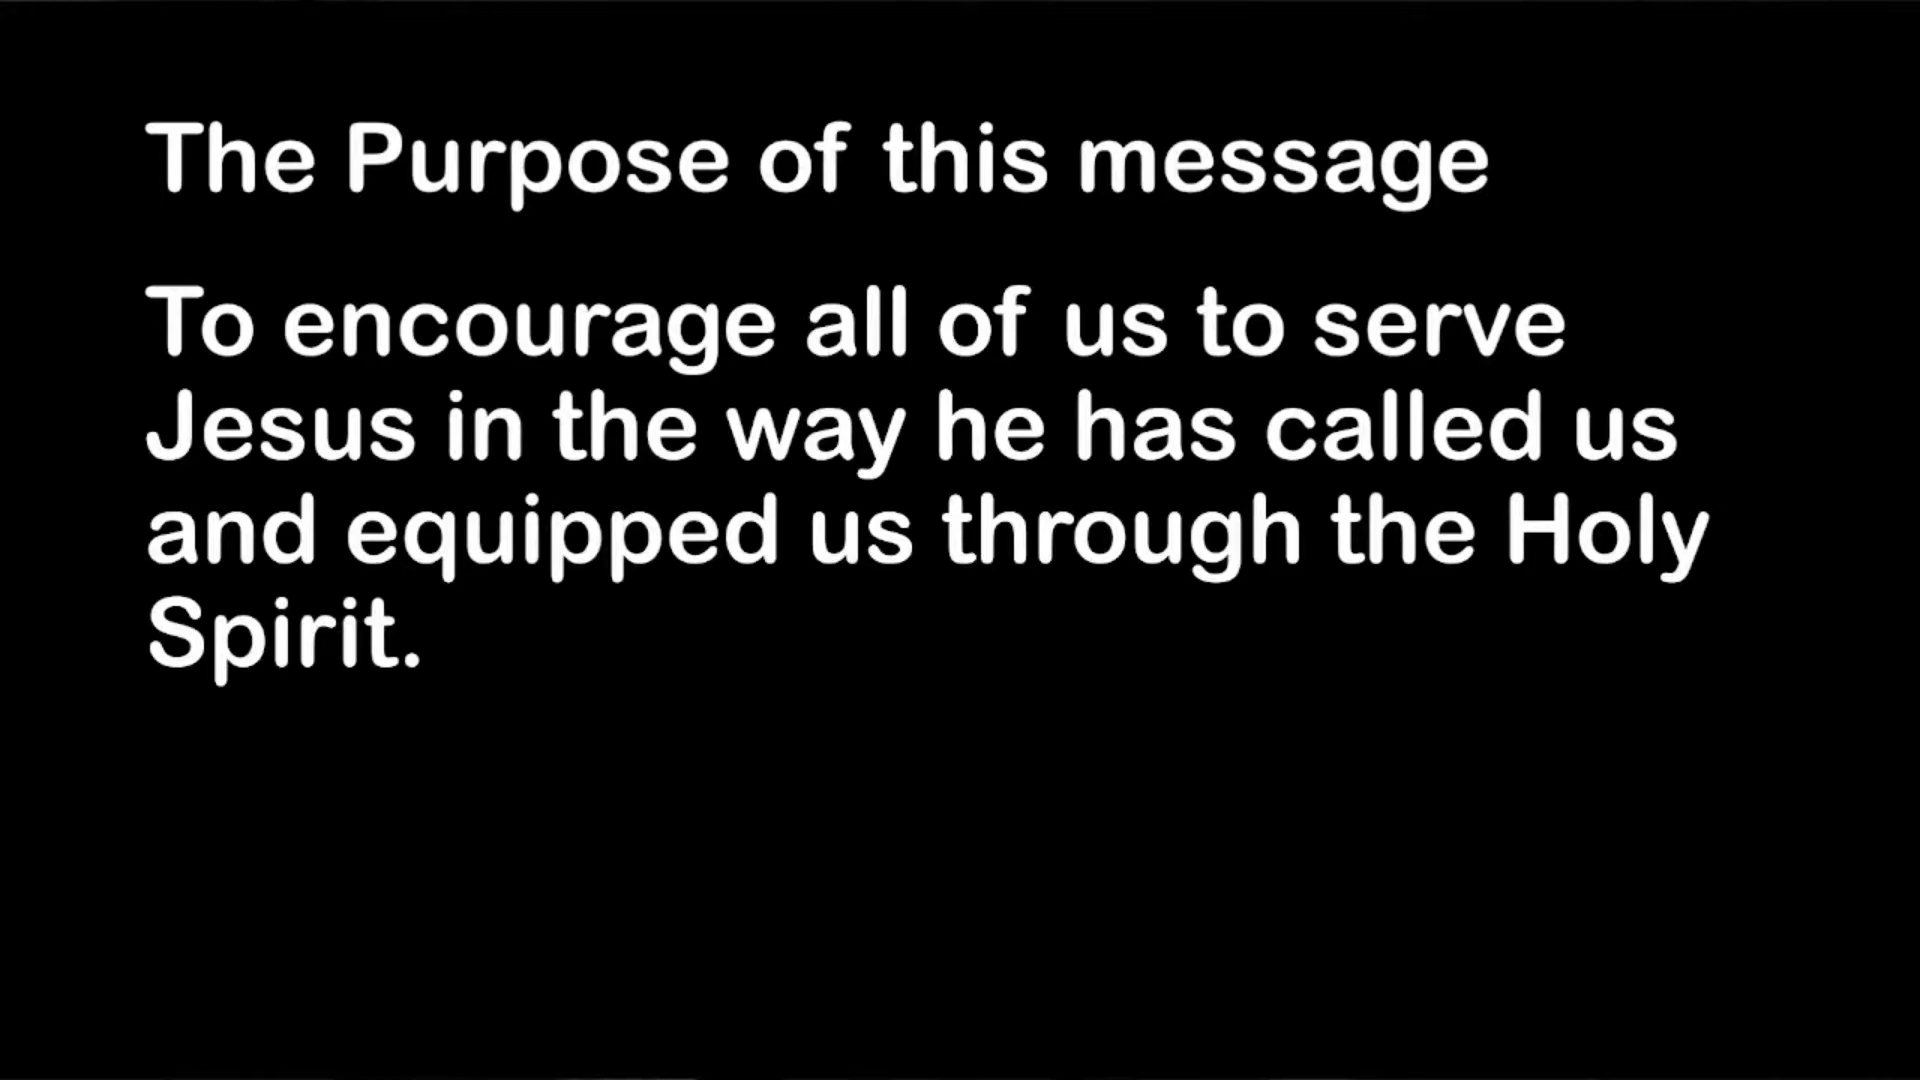 The Purpose of this message
To encourage all of us to serve
Jesus in the way he has called us
and equipped us through the Holy
Spirit.